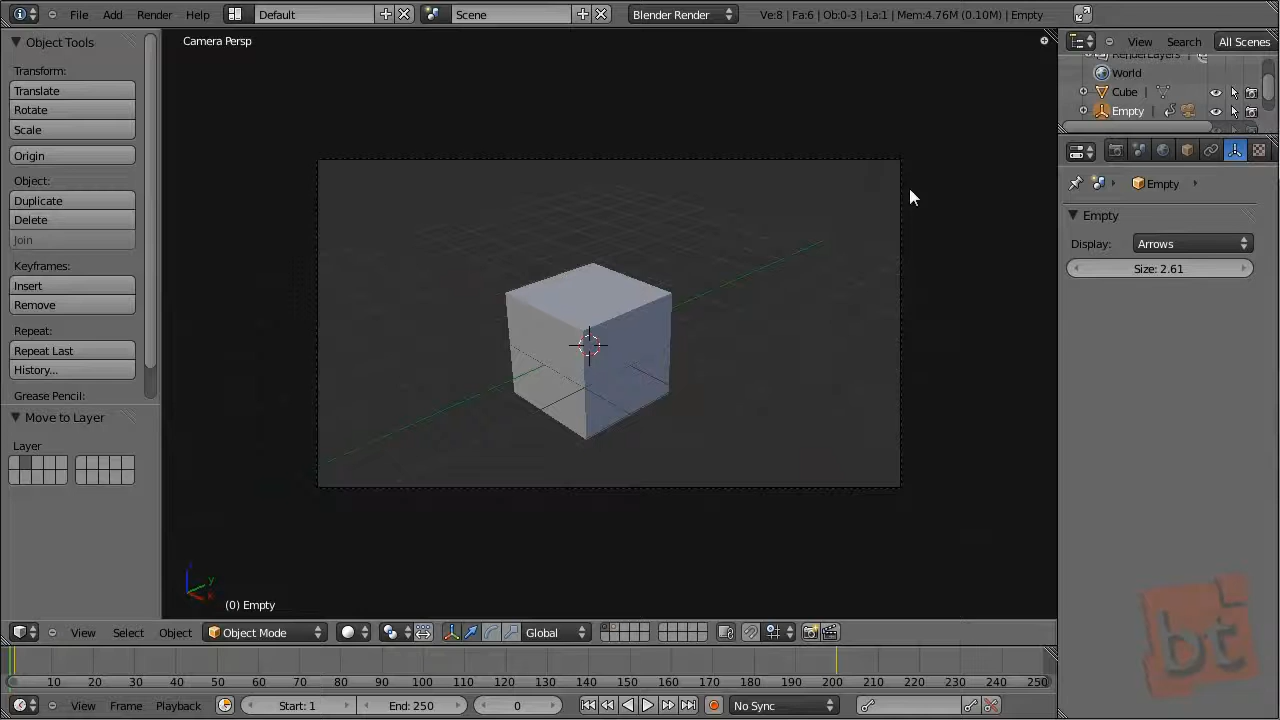 File Add Render Help Default Scene Blender Render Ve:8 | Fa:6 | Ob:0-3 | La:1 | Mem:4.76M (0.10M) | Empty
Object Tools
Transform:
Translate
Rotate
Scale
Origin
Object:
Duplicate
Delete
Join
Keyframes:
Insert
Remove
Repeat:
Repeat Last
History...
Grease Pencil:
Move to Layer
Layer
Camera Persp
(0) Empty
View Search All Scenes
RenderLayers
World
Cube
Empty
Empty
Empty
Display: Arrows
Size: 2.61
bt
View Select Object Object Mode Global
10 20 30 40 50 60 70 80 90 100 110 120 130 140 150 160 170 180 190 200 210 220 230 240 250
View Frame Playback Start: 1 End: 250 0 No Sync